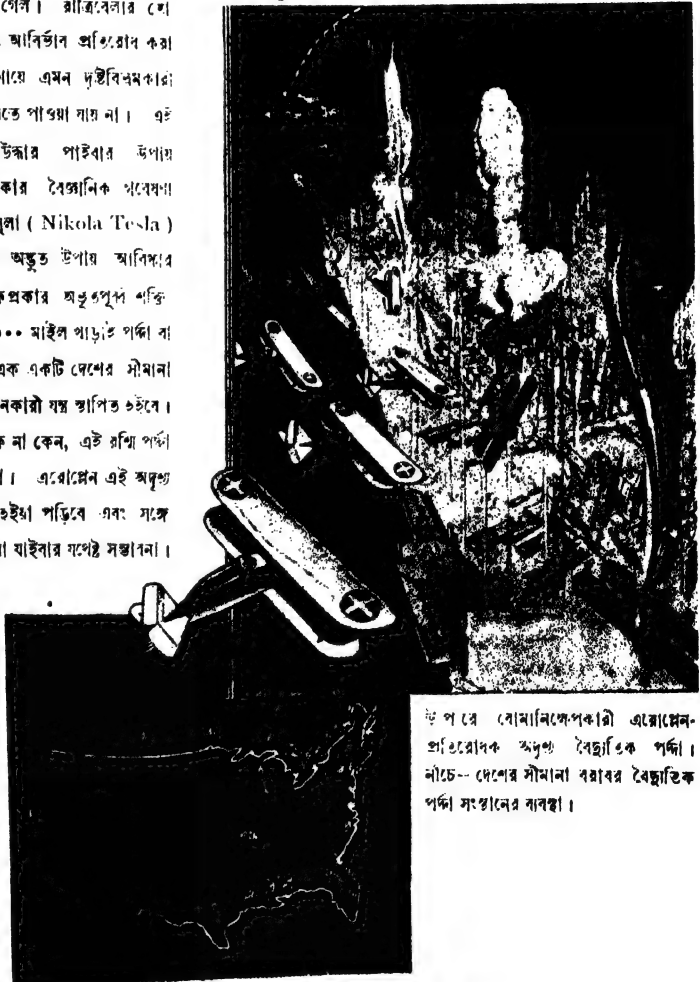 গেল। রাত্রিবেলায় হো
আবির্ভাব প্রতিরোধ করা
মায়ে এমন দৃষ্টিবিভ্রমকারী
তে পাওয়া যায় না। এই
উদ্ধার পাইবার উপায়
কার বৈজ্ঞানিক গবেষণা
লা ( Nikola Tesla )
অদ্ভুত উপায় আবিষ্কার
কপ্রকার অভূতপূর্ব্ব শক্তি
মাইল খাড়াই পর্দ্দা বা
এক একটি দেশের সীমানা
নকারী যন্ত্র স্থাপিত হইবে।
ক না কেন, এই রশ্মি পর্দ্দা
। এরোপ্লেন এই অদৃশ্য
হইয়া পড়িবে এবং সঙ্গে
া যাইবার যথেষ্ট সম্ভাবনা।
উপরে বোমানিক্ষেপকারী এরোপ্লেন-
প্রতিরোধক অদৃশ্য বৈদ্যুতিক পর্দ্দা।
নীচে-- দেশের সীমানা বরাবর বৈদ্যুতিক
পর্দ্দা সংস্থানের ব্যবস্থা।